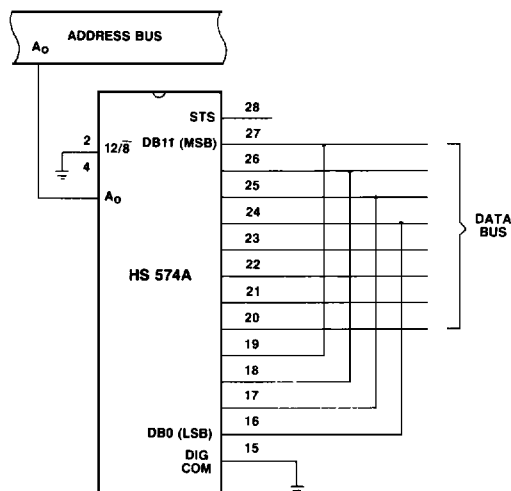 ADDRESS BUS
A0
STS 28
2 12/8̅ DB11 (MSB) 27
26
4 A0 25
24
23
HS 574A 22
21
20
19
18
17
DB0 (LSB) 16
DIG COM 15
DATA BUS